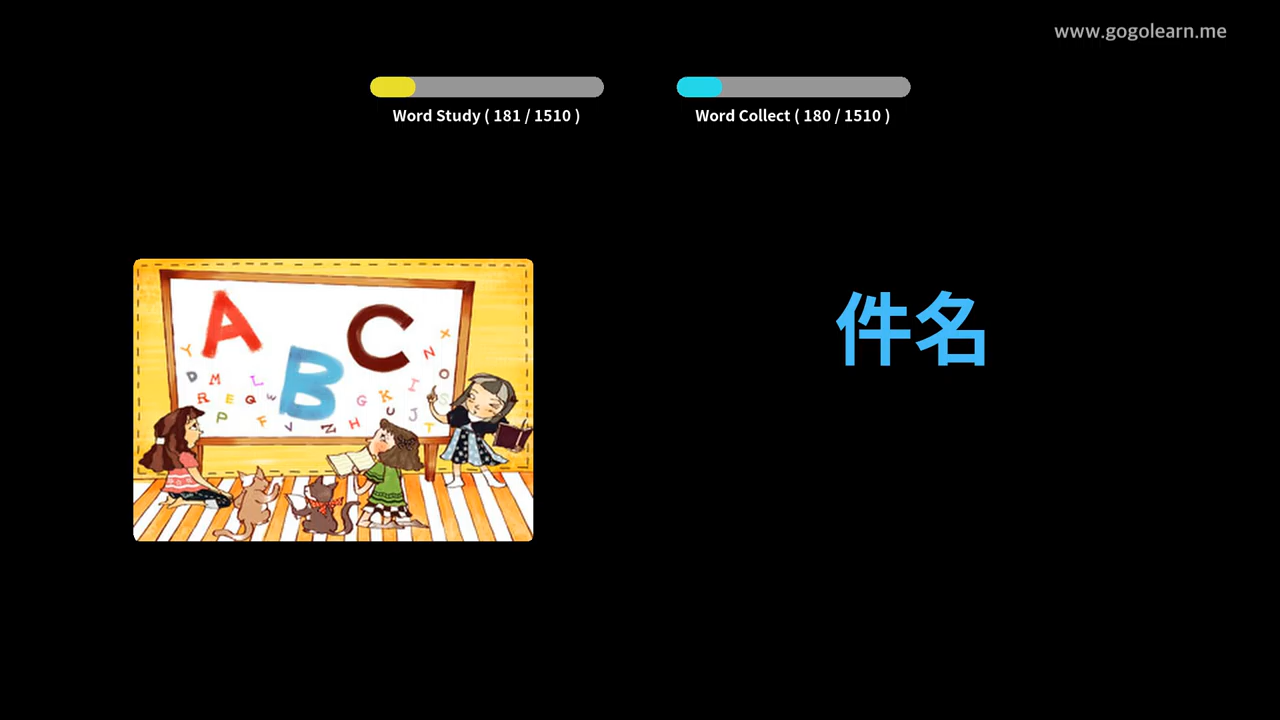 www.gogolearn.me
Word Study ( 181 / 1510 )
Word Collect ( 180 / 1510 )
件名
A
B
C
Y
X
N
D
M
L
O
I
R
E
Q
W
G
K
S
P
F
V
Z
H
U
J
T